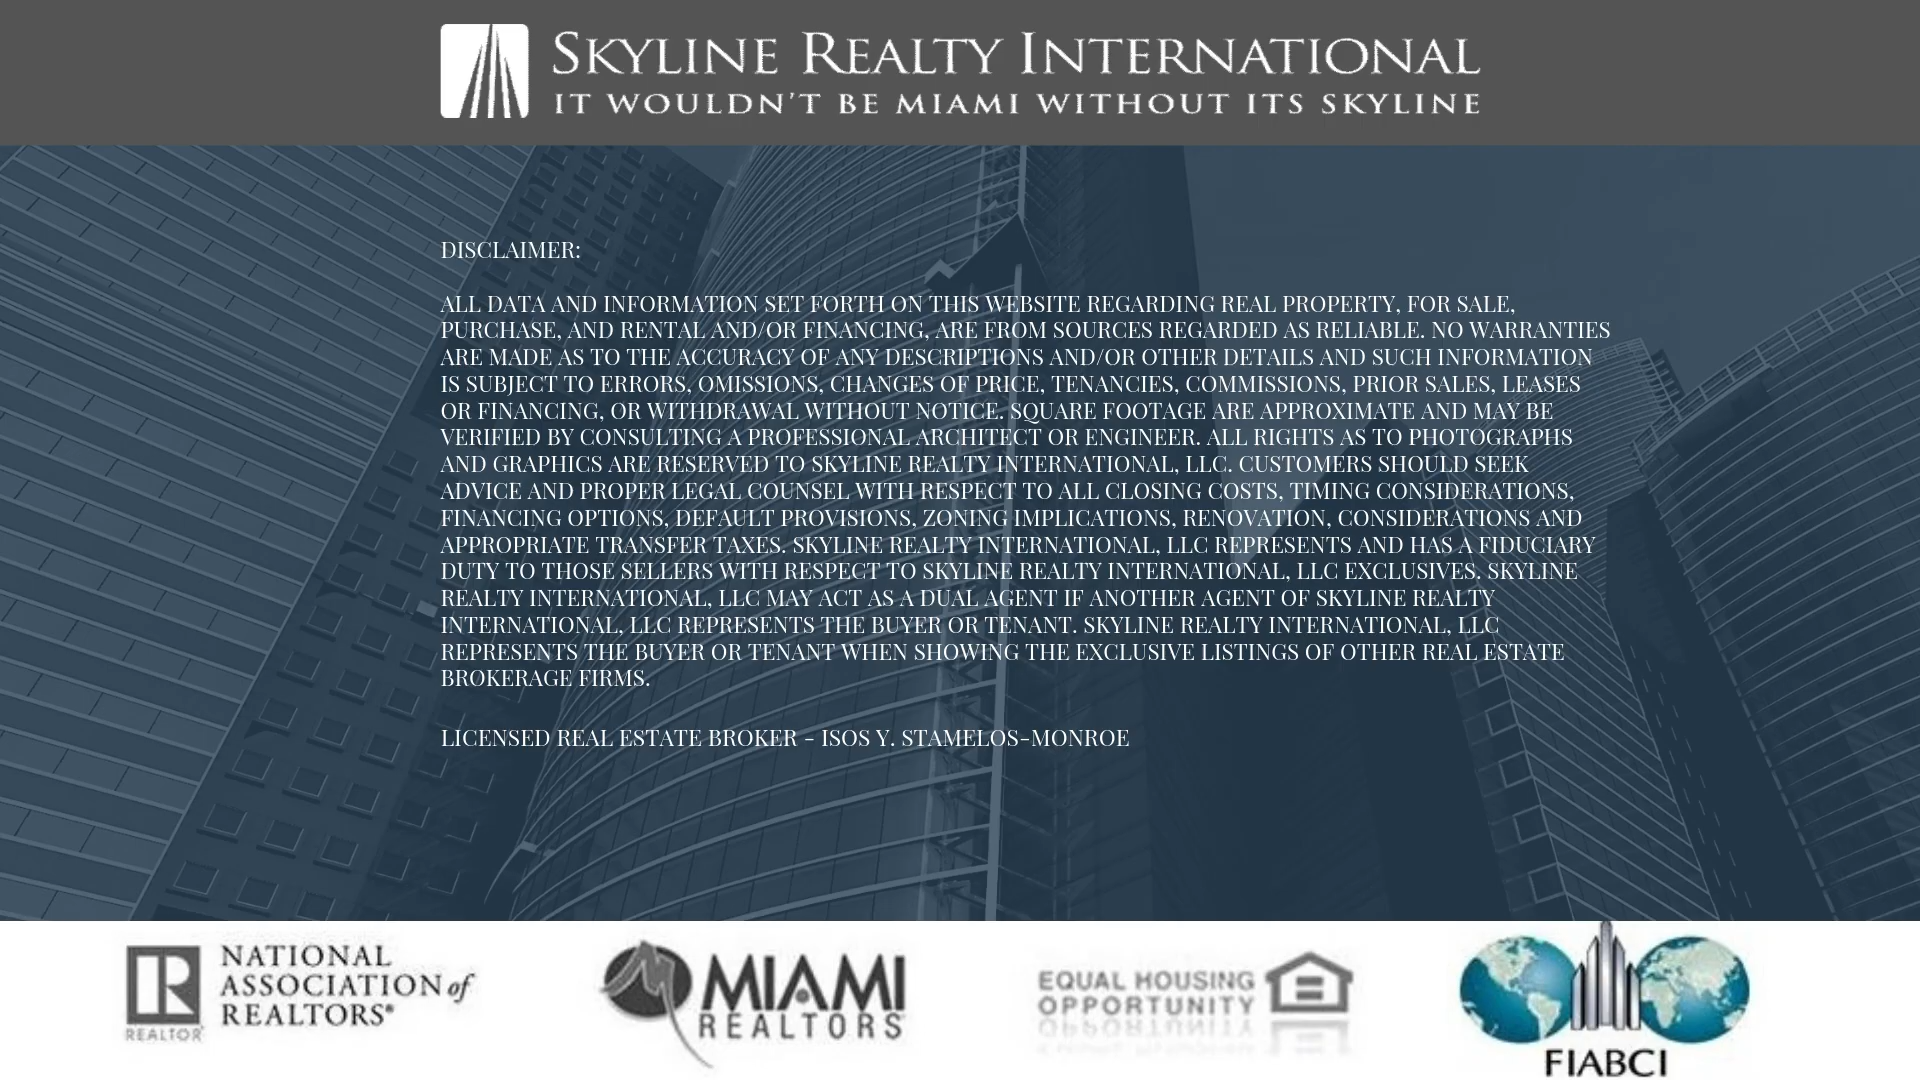 SKYLINE REALTY INTERNATIONAL
IT WOULDN'T BE MIAMI WITHOUT ITS SKYLINE
DISCLAIMER:
ALL DATA AND INFORMATION SET FORTH ON THIS WEBSITE REGARDING REAL PROPERTY, FOR SALE,
PURCHASE, AND RENTAL AND/OR FINANCING, ARE FROM SOURCES REGARDED AS RELIABLE. NO WARRANTIES
ARE MADE AS TO THE ACCURACY OF ANY DESCRIPTIONS AND/OR OTHER DETAILS AND SUCH INFORMATION
IS SUBJECT TO ERRORS, OMISSIONS, CHANGES OF PRICE, TENANCIES, COMMISSIONS, PRIOR SALES, LEASES
OR FINANCING, OR WITHDRAWAL WITHOUT NOTICE. SQUARE FOOTAGE ARE APPROXIMATE AND MAY BE
VERIFIED BY CONSULTING A PROFESSIONAL ARCHITECT OR ENGINEER. ALL RIGHTS AS TO PHOTOGRAPHS
AND GRAPHICS ARE RESERVED TO SKYLINE REALTY INTERNATIONAL, LLC. CUSTOMERS SHOULD SEEK
ADVICE AND PROPER LEGAL COUNSEL WITH RESPECT TO ALL CLOSING COSTS, TIMING CONSIDERATIONS,
FINANCING OPTIONS, DEFAULT PROVISIONS, ZONING IMPLICATIONS, RENOVATION, CONSIDERATIONS AND
APPROPRIATE TRANSFER TAXES. SKYLINE REALTY INTERNATIONAL, LLC REPRESENTS AND HAS A FIDUCIARY
DUTY TO THOSE SELLERS WITH RESPECT TO SKYLINE REALTY INTERNATIONAL, LLC EXCLUSIVES. SKYLINE
REALTY INTERNATIONAL, LLC MAY ACT AS A DUAL AGENT IF ANOTHER AGENT OF SKYLINE REALTY
INTERNATIONAL, LLC REPRESENTS THE BUYER OR TENANT. SKYLINE REALTY INTERNATIONAL, LLC
REPRESENTS THE BUYER OR TENANT WHEN SHOWING THE EXCLUSIVE LISTINGS OF OTHER REAL ESTATE
BROKERAGE FIRMS.
LICENSED REAL ESTATE BROKER - ISOS Y. STAMELOS-MONROE
NATIONAL
ASSOCIATION of
REALTORS®
REALTOR®
MIAMI
REALTORS®
EQUAL HOUSING
OPPORTUNITY
FIABCI